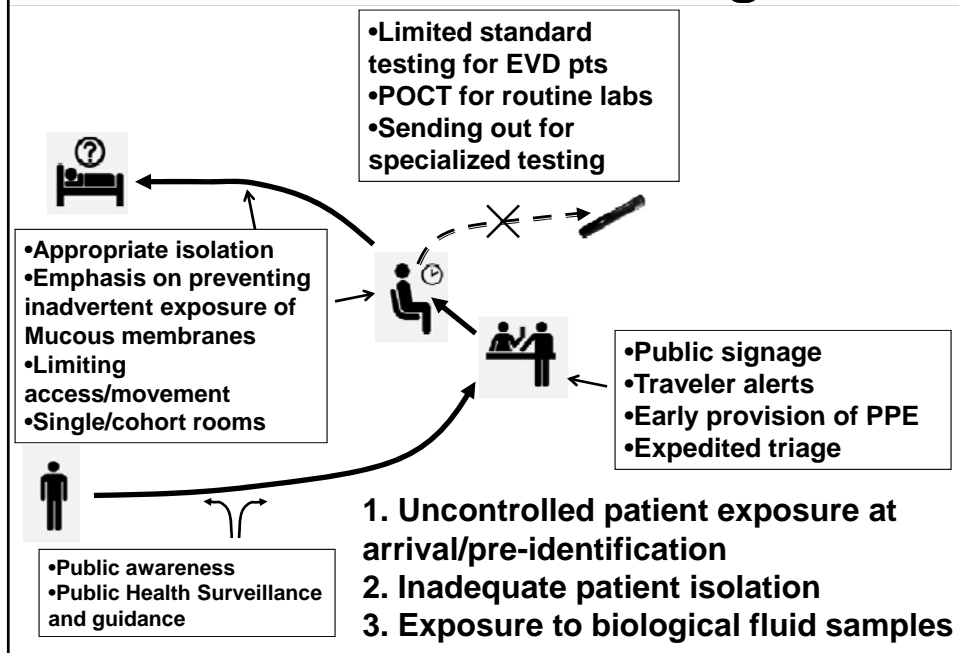 •Limited standard
testing for EVD pts
•POCT for routine labs
•Sending out for
specialized testing
?
•Appropriate isolation
•Emphasis on preventing
inadvertent exposure of
Mucous membranes
•Limiting
access/movement
•Single/cohort rooms
•Public signage
•Traveler alerts
•Early provision of PPE
•Expedited triage
•Public awareness
•Public Health Surveillance
and guidance
1. Uncontrolled patient exposure at
arrival/pre-identification
2. Inadequate patient isolation
3. Exposure to biological fluid samples